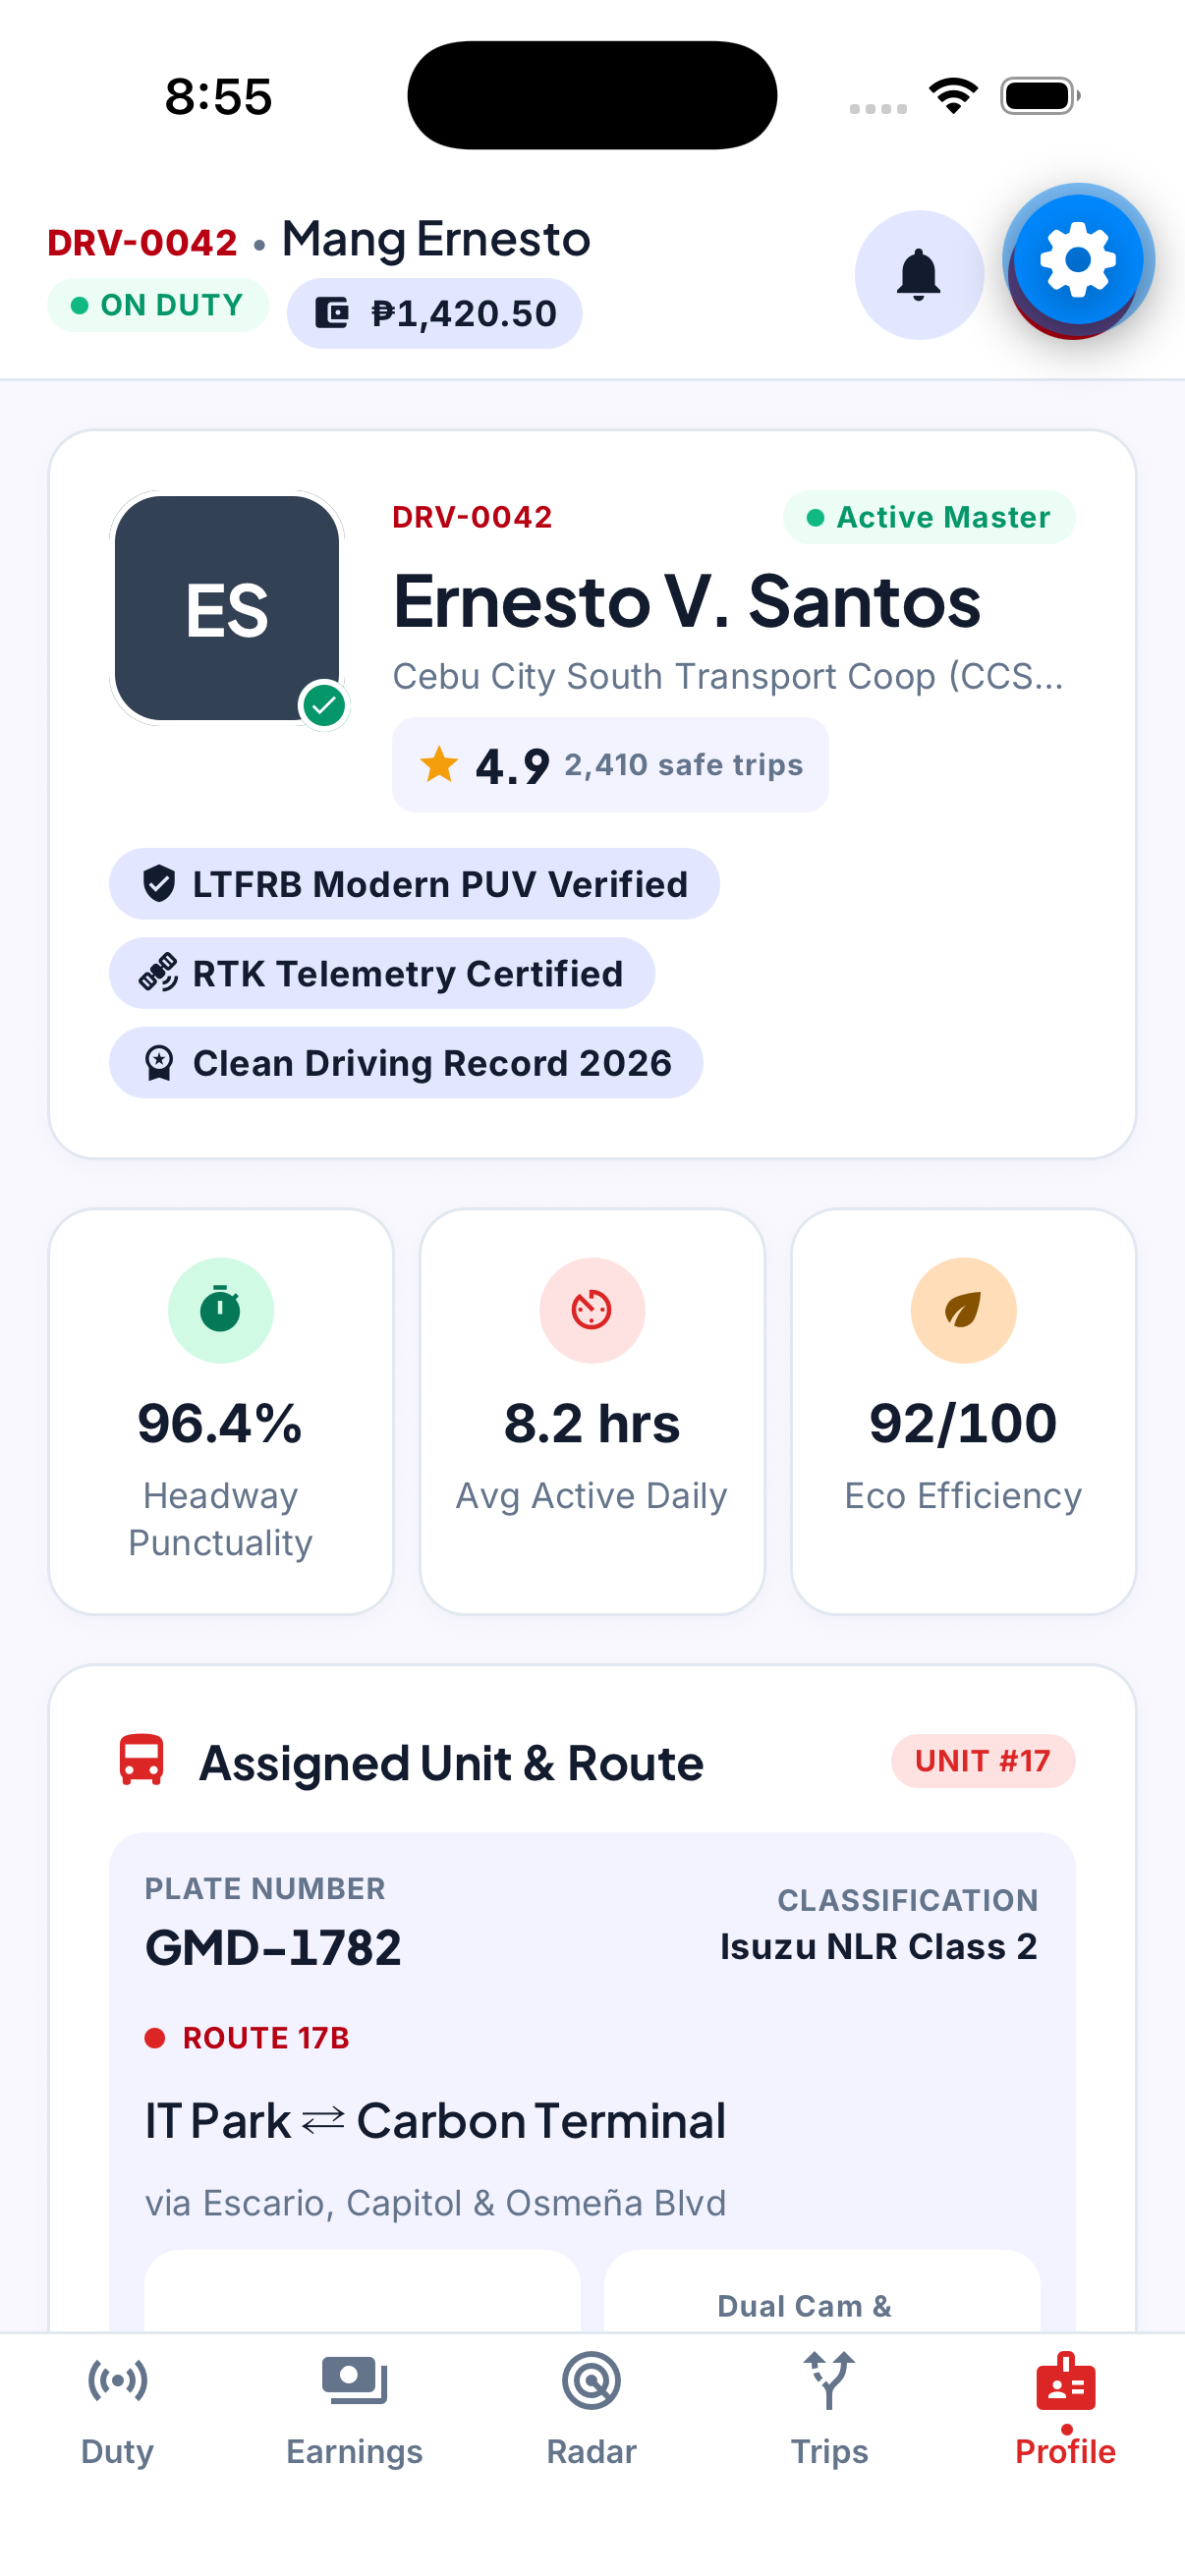 8:55
DRV-0042 • Mang Ernesto
ON DUTY
₱1,420.50
ES
DRV-0042
Active Master
Ernesto V. Santos
Cebu City South Transport Coop (CCS...
4.9 2,410 safe trips
LTFRB Modern PUV Verified
RTK Telemetry Certified
Clean Driving Record 2026
96.4%
Headway
Punctuality
8.2 hrs
Avg Active Daily
92/100
Eco Efficiency
Assigned Unit & Route
UNIT #17
PLATE NUMBER
GMD-1782
CLASSIFICATION
Isuzu NLR Class 2
ROUTE 17B
IT Park ⇄ Carbon Terminal
via Escario, Capitol & Osmeña Blvd
Dual Cam &
Duty
Earnings
Radar
Trips
Profile